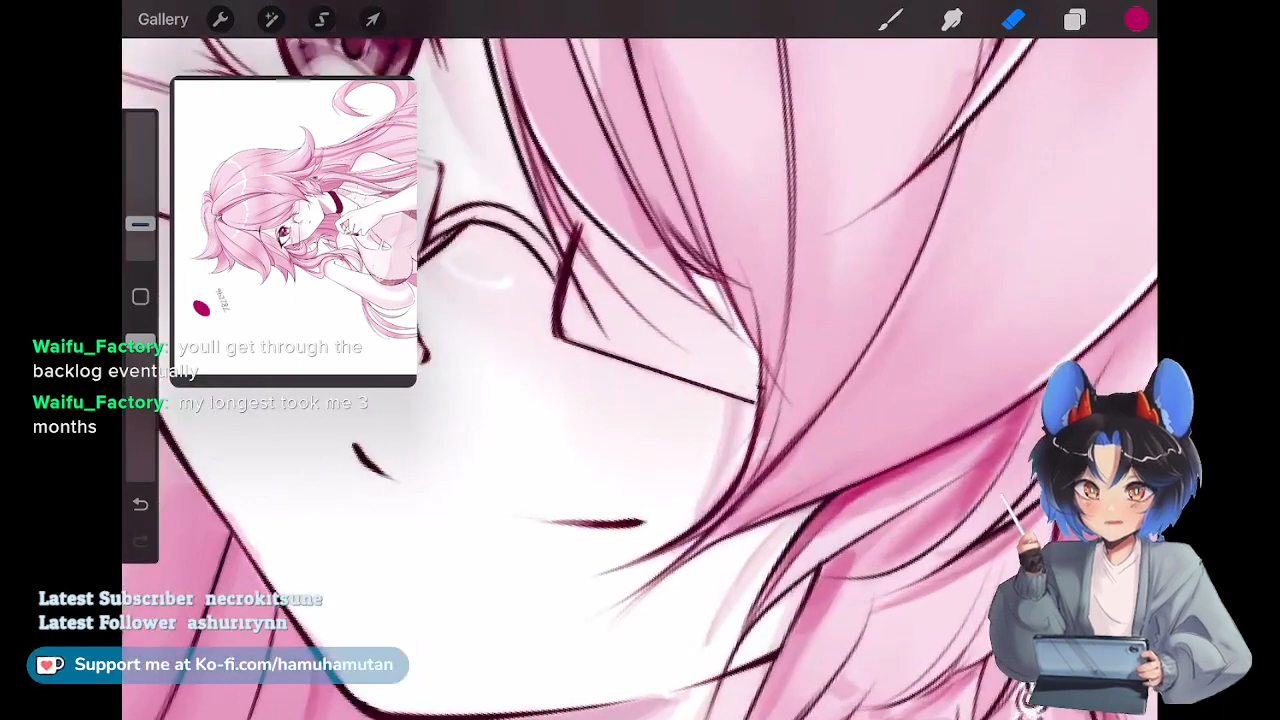 Gallery
Waifu_Factory: youll get through the
backlog eventually
Waifu_Factory: my longest took me 3
months
Latest Subscriber necrokitsune
Latest Follower ashurirynn
Support me at Ko-fi.com/hamuhamutan